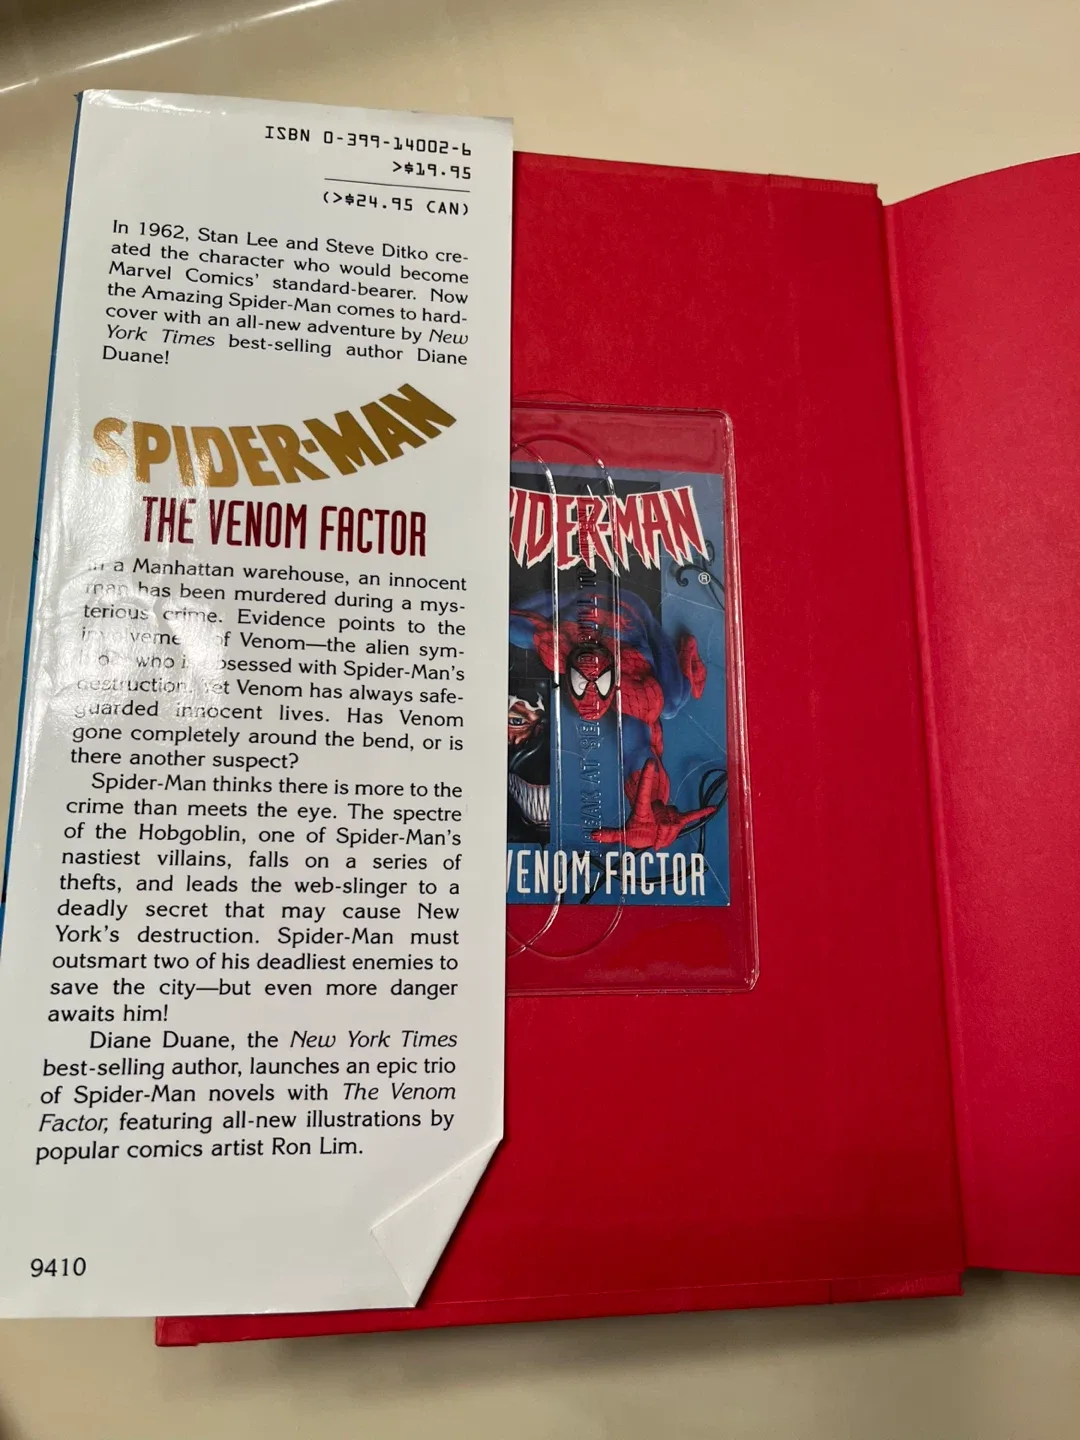 ISBN 0-399-14002-6
>$19.95
(>$24.95 CAN)
In 1962, Stan Lee and Steve Ditko cre-
ated the character who would become
Marvel Comics' standard-bearer. Now
the Amazing Spider-Man comes to hard-
cover with an all-new adventure by New
York Times best-selling author Diane
Duane!
SPIDER-MAN
THE VENOM FACTOR
In a Manhattan warehouse, an innocent
man has been murdered during a mys-
terious crime. Evidence points to the
involvement of Venom—the alien sym-
who is obsessed with Spider-Man's
destruction. Yet Venom has always safe-
guarded innocent lives. Has Venom
gone completely around the bend, or is
there another suspect?
Spider-Man thinks there is more to the
crime than meets the eye. The spectre
of the Hobgoblin, one of Spider-Man's
nastiest villains, falls on a series of
thefts, and leads the web-slinger to a
deadly secret that may cause New
York's destruction. Spider-Man must
outsmart two of his deadliest enemies to
save the city—but even more danger
awaits him!
Diane Duane, the New York Times
best-selling author, launches an epic trio
of Spider-Man novels with The Venom
Factor, featuring all-new illustrations by
popular comics artist Ron Lim.
9410
IDER-MAN
®
VENOM FACTOR